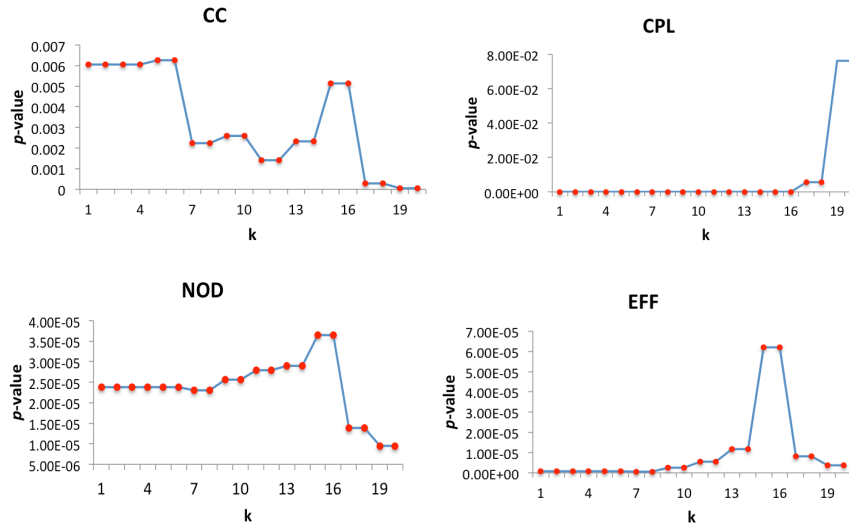 CC
0.007
0.006
0.005
0.004
0.003
0.002
0.001
0
p-value
1 4 7 10 13 16 19
k
CPL
8.00E-02
6.00E-02
4.00E-02
2.00E-02
0.00E+00
p-value
1 4 7 10 13 16 19
k
NOD
4.00E-05
3.50E-05
3.00E-05
2.50E-05
2.00E-05
1.50E-05
1.00E-05
5.00E-06
p-value
1 4 7 10 13 16 19
k
EFF
7.00E-05
6.00E-05
5.00E-05
4.00E-05
3.00E-05
2.00E-05
1.00E-05
0.00E+00
p-value
1 4 7 10 13 16 19
k